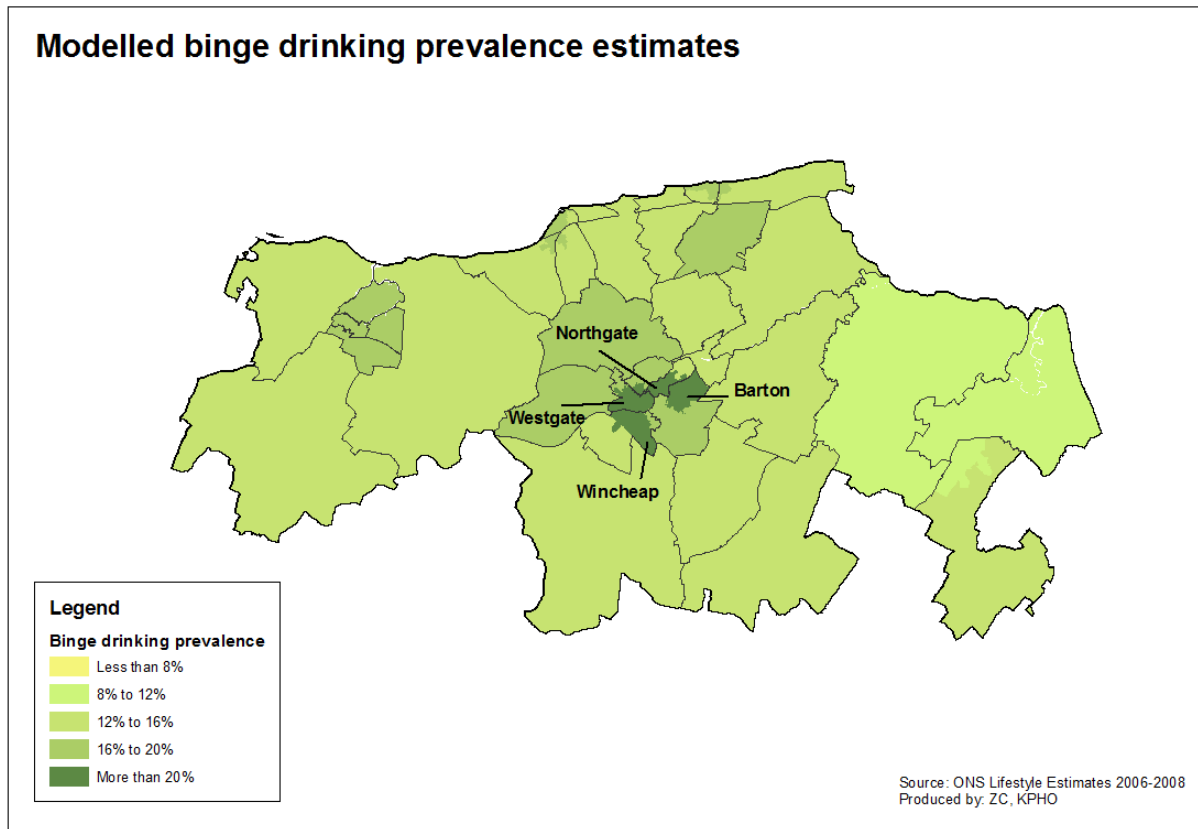 Modelled binge drinking prevalence estimates
Northgate
Barton
Westgate
Wincheap
Legend
Binge drinking prevalence
Less than 8%
8% to 12%
12% to 16%
16% to 20%
More than 20%
Source: ONS Lifestyle Estimates 2006-2008
Produced by: ZC, KPHO